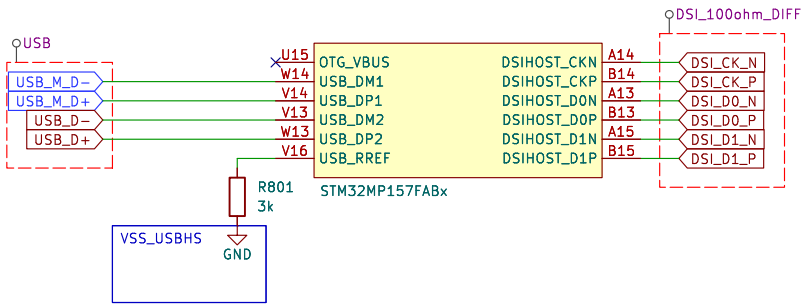 DSI_100ohm_DIFF
USB
U15 OTG_VBUS DSIHOST_CKN A14 DSI_CK_N
USB_M_D- W14 USB_DM1 DSIHOST_CKP B14 DSI_CK_P
USB_M_D+ V14 USB_DP1 DSIHOST_D0N A13 DSI_D0_N
USB_D- V13 USB_DM2 DSIHOST_D0P B13 DSI_D0_P
USB_D+ W13 USB_DP2 DSIHOST_D1N A15 DSI_D1_N
V16 USB_RREF DSIHOST_D1P B15 DSI_D1_P
R801
3k
STM32MP157FABx
VSS_USBHS
GND